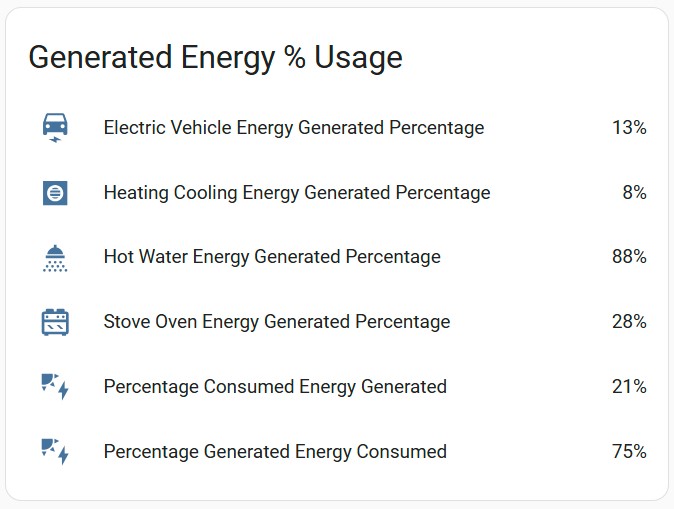 Generated Energy % Usage
Electric Vehicle Energy Generated Percentage 13%
Heating Cooling Energy Generated Percentage 8%
Hot Water Energy Generated Percentage 88%
Stove Oven Energy Generated Percentage 28%
Percentage Consumed Energy Generated 21%
Percentage Generated Energy Consumed 75%